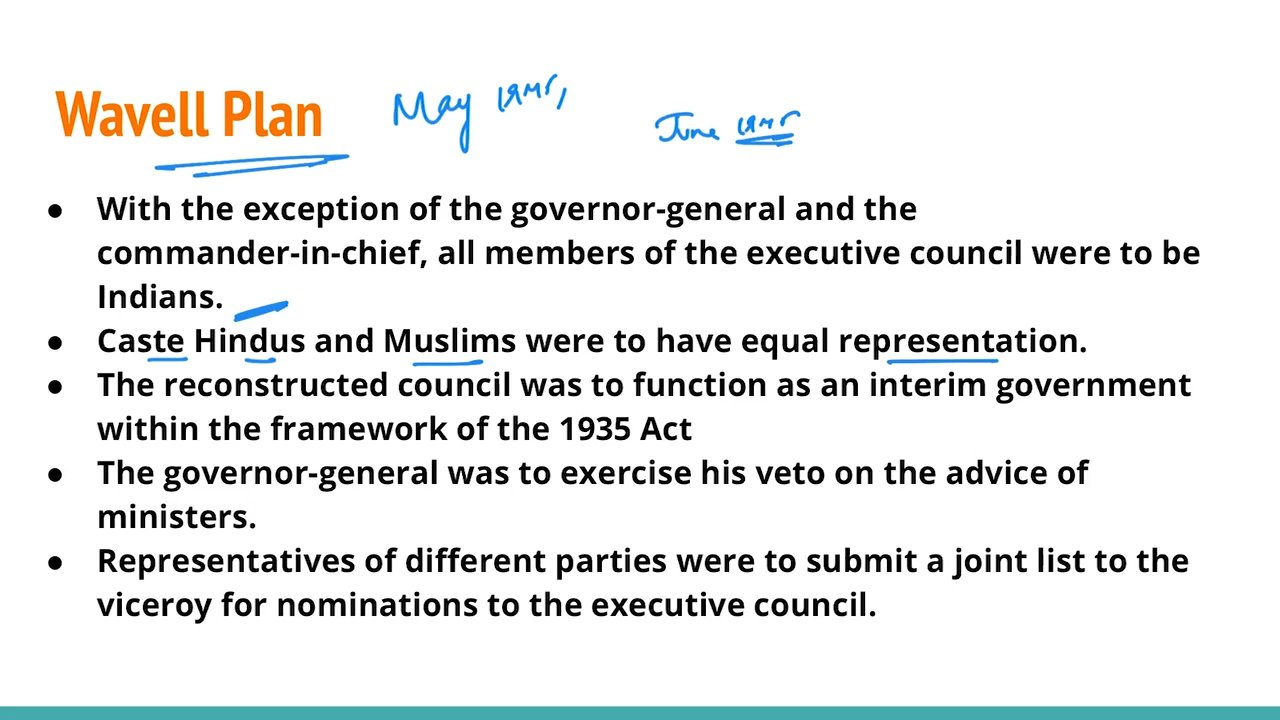 Wavell Plan May 1945,
June 1945
● With the exception of the governor-general and the
commander-in-chief, all members of the executive council were to be
Indians.
● Caste Hindus and Muslims were to have equal representation.
● The reconstructed council was to function as an interim government
within the framework of the 1935 Act
● The governor-general was to exercise his veto on the advice of
ministers.
● Representatives of different parties were to submit a joint list to the
viceroy for nominations to the executive council.